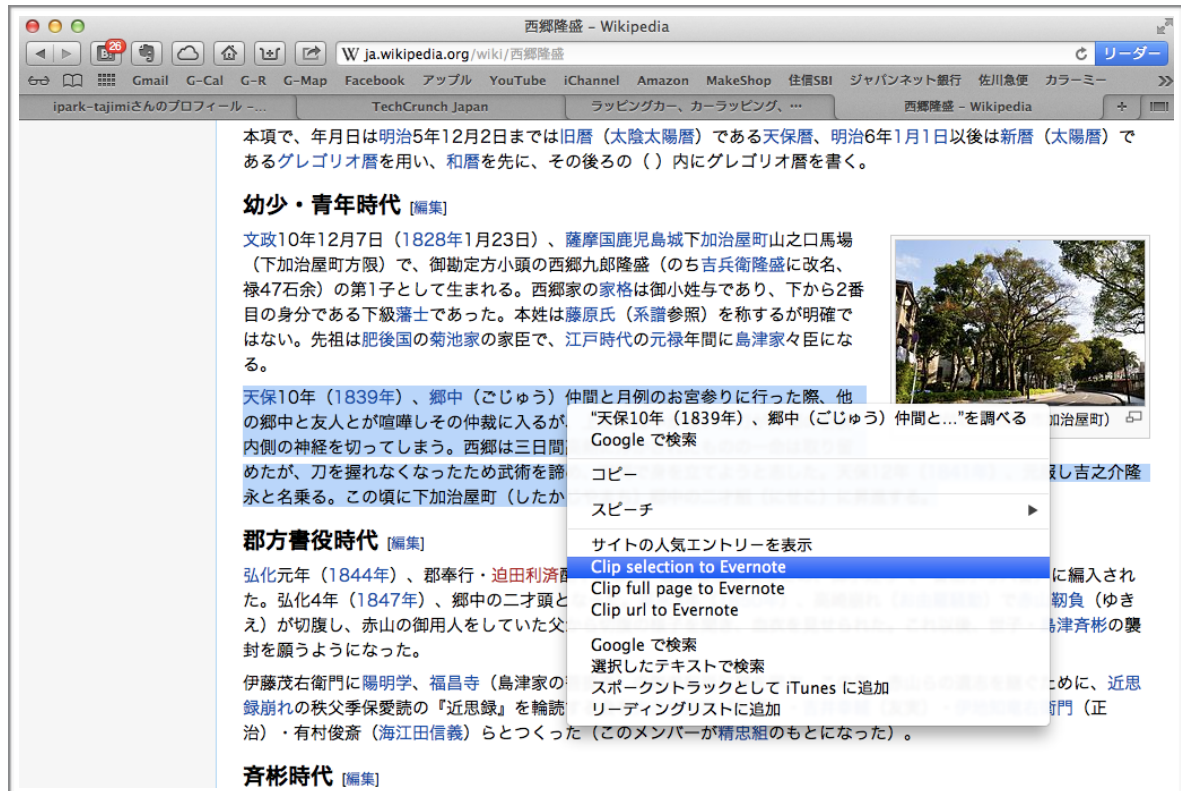 西郷隆盛 – Wikipedia
26
W ja.wikipedia.org/wiki/西郷隆盛
リーダー
Gmail G-Cal G-R G-Map Facebook アップル YouTube iChannel Amazon MakeShop 住信SBI ジャパンネット銀行 佐川急便 カラーミー
ipark-tajimiさんのプロフィール –... TechCrunch Japan ラッピングカー、カーラッピング、… 西郷隆盛 – Wikipedia
本項で、年月日は明治5年12月2日までは旧暦（太陰太陽暦）である天保暦、明治6年1月1日以後は新暦（太陽暦）で
あるグレゴリオ暦を用い、和暦を先に、その後ろの（ ）内にグレゴリオ暦を書く。
幼少・青年時代 [編集]
文政10年12月7日（1828年1月23日）、薩摩国鹿児島城下加治屋町山之口馬場
（下加治屋町方限）で、御勘定方小頭の西郷九郎隆盛（のち吉兵衛隆盛に改名、
禄47石余）の第1子として生まれる。西郷家の家格は御小姓与であり、下から2番
目の身分である下級藩士であった。本姓は藤原氏（系譜参照）を称するが明確で
はない。先祖は肥後国の菊池家の家臣で、江戸時代の元禄年間に島津家々臣にな
る。
天保10年（1839年）、郷中（ごじゅう）仲間と月例のお宮参りに行った際、他
の郷中と友人とが喧嘩しその仲裁に入るが
加治屋町）
内側の神経を切ってしまう。西郷は三日間
めたが、刀を握れなくなったため武術を諦
し吉之介隆
永と名乗る。この頃に下加治屋町（したか
"天保10年（1839年）、郷中（ごじゅう）仲間と..."を調べる
Google で検索
コピー
スピーチ
サイトの人気エントリーを表示
Clip selection to Evernote
Clip full page to Evernote
Clip url to Evernote
Google で検索
選択したテキストで検索
スポークントラックとして iTunes に追加
リーディングリストに追加
郡方書役時代 [編集]
弘化元年（1844年）、郡奉行・迫田利済
に編入され
た。弘化4年（1847年）、郷中の二才頭と
靭負（ゆき
え）が切腹し、赤山の御用人をしていた父
島津斉彬の襲
封を願うようになった。
伊藤茂右衛門に陽明学、福昌寺（島津家の
ために、近思
録崩れの秩父季保愛読の『近思録』を輪読
衛門（正
治）・有村俊斎（海江田信義）らとつくった（このメンバーが精忠組のもとになった）。
斉彬時代 [編集]